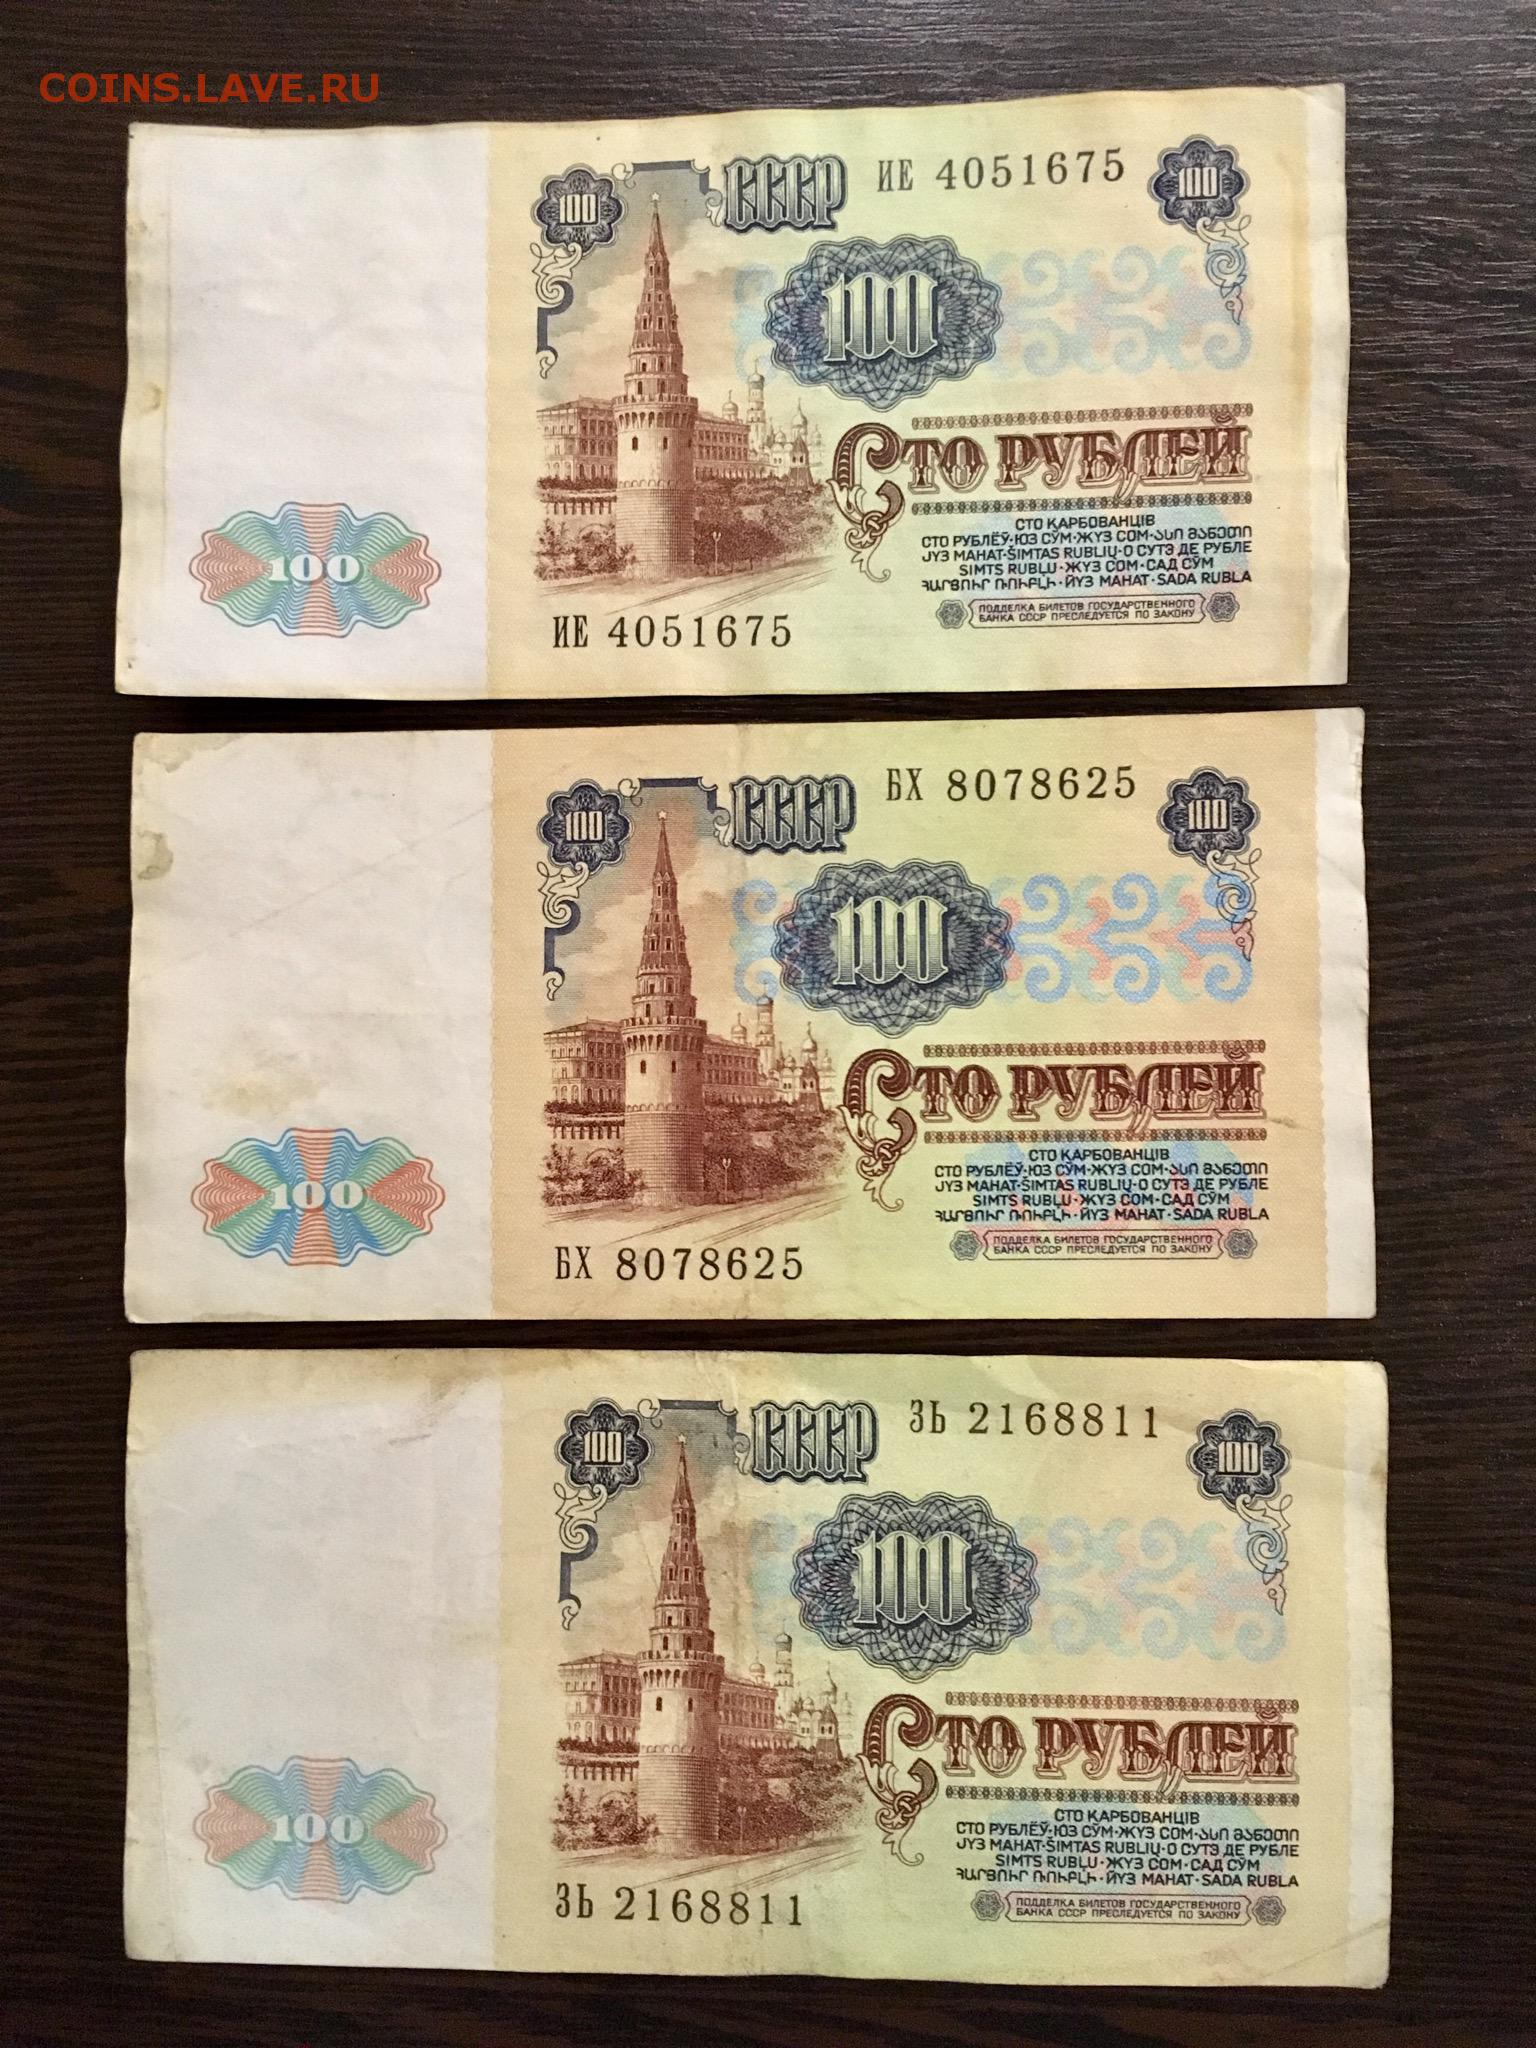 COINS.LAVE.RU
100 СССР ИЕ 4051675 100
100
СТО РУБЛЕЙ
СТО КАРБОВАНЦІВ
СТО РУБЛЁЎ·ЮЗ СЎМ·ЖҮЗ СОМ·ᲐᲡᲘ ᲛᲐᲜᲔᲗᲘ
ЈҮЗ МАНАТ·ŠIMTAS RUBLIŲ·О СУТЭ ДЕ РУБЛЕ
SIMTS RUBĻU·ЖҮЗ СОМ·САД СӮМ
ՀԱՐՅՈՒՐ ՌՈՒԲԼԻ·ЙҮЗ МАНАТ·SADA RUBLA
ПОДДЕЛКА БИЛЕТОВ ГОСУДАРСТВЕННОГО
БАНКА СССР ПРЕСЛЕДУЕТСЯ ПО ЗАКОНУ
100
ИЕ 4051675
100 СССР БХ 8078625 100
100
СТО РУБЛЕЙ
СТО КАРБОВАНЦІВ
СТО РУБЛЁЎ·ЮЗ СЎМ·ЖҮЗ СОМ·ᲐᲡᲘ ᲛᲐᲜᲔᲗᲘ
ЈҮЗ МАНАТ·ŠIMTAS RUBLIŲ·О СУТЭ ДЕ РУБЛЕ
SIMTS RUBĻU·ЖҮЗ СОМ·САД СӮМ
ՀԱՐՅՈՒՐ ՌՈՒԲԼԻ·ЙҮЗ МАНАТ·SADA RUBLA
ПОДДЕЛКА БИЛЕТОВ ГОСУДАРСТВЕННОГО
БАНКА СССР ПРЕСЛЕДУЕТСЯ ПО ЗАКОНУ
100
БХ 8078625
100 СССР ЗЬ 2168811 100
100
СТО РУБЛЕЙ
СТО КАРБОВАНЦІВ
СТО РУБЛЁЎ·ЮЗ СЎМ·ЖҮЗ СОМ·ᲐᲡᲘ ᲛᲐᲜᲔᲗᲘ
ЈҮЗ МАНАТ·ŠIMTAS RUBLIŲ·О СУТЭ ДЕ РУБЛЕ
SIMTS RUBĻU·ЖҮЗ СОМ·САД СӮМ
ՀԱՐՅՈՒՐ ՌՈՒԲԼԻ·ЙҮЗ МАНАТ·SADA RUBLA
ПОДДЕЛКА БИЛЕТОВ ГОСУДАРСТВЕННОГО
БАНКА СССР ПРЕСЛЕДУЕТСЯ ПО ЗАКОНУ
100
ЗЬ 2168811